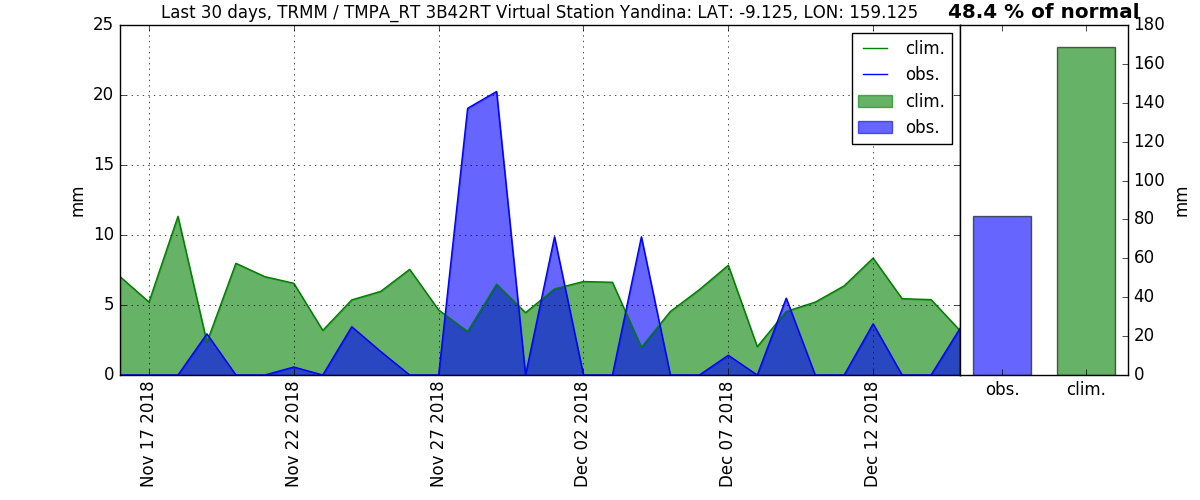 Last 30 days, TRMM / TMPA_RT 3B42RT Virtual Station Yandina: LAT: -9.125, LON: 159.125
48.4 % of normal
25
20
15
10
5
0
mm
clim.
obs.
clim.
obs.
Nov 17 2018
Nov 22 2018
Nov 27 2018
Dec 02 2018
Dec 07 2018
Dec 12 2018
180
160
140
120
100
80
60
40
20
0
mm
obs.
clim.